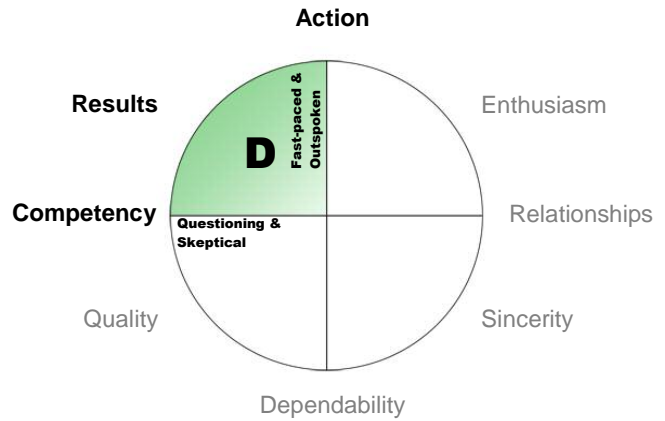 Action
Results
Enthusiasm
Fast-paced &
Outspoken
D
Competency
Relationships
Questioning &
Skeptical
Quality
Sincerity
Dependability